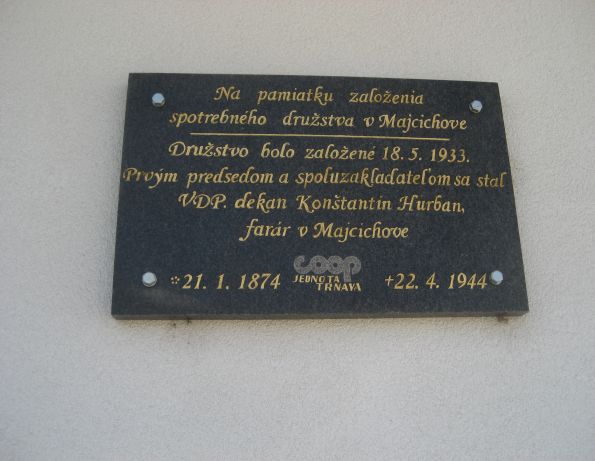 Na pamiatku založenia
spotrebného družstva v Majcichove
Družstvo bolo založené 18. 5. 1933.
Prvým predsedom a spoluzakladateľom sa stal
VDP. dekan Konštantín Hurban,
farár v Majcichove
coop
JEDNOTA
TRNAVA
* 21. 1. 1874 +22. 4. 1944